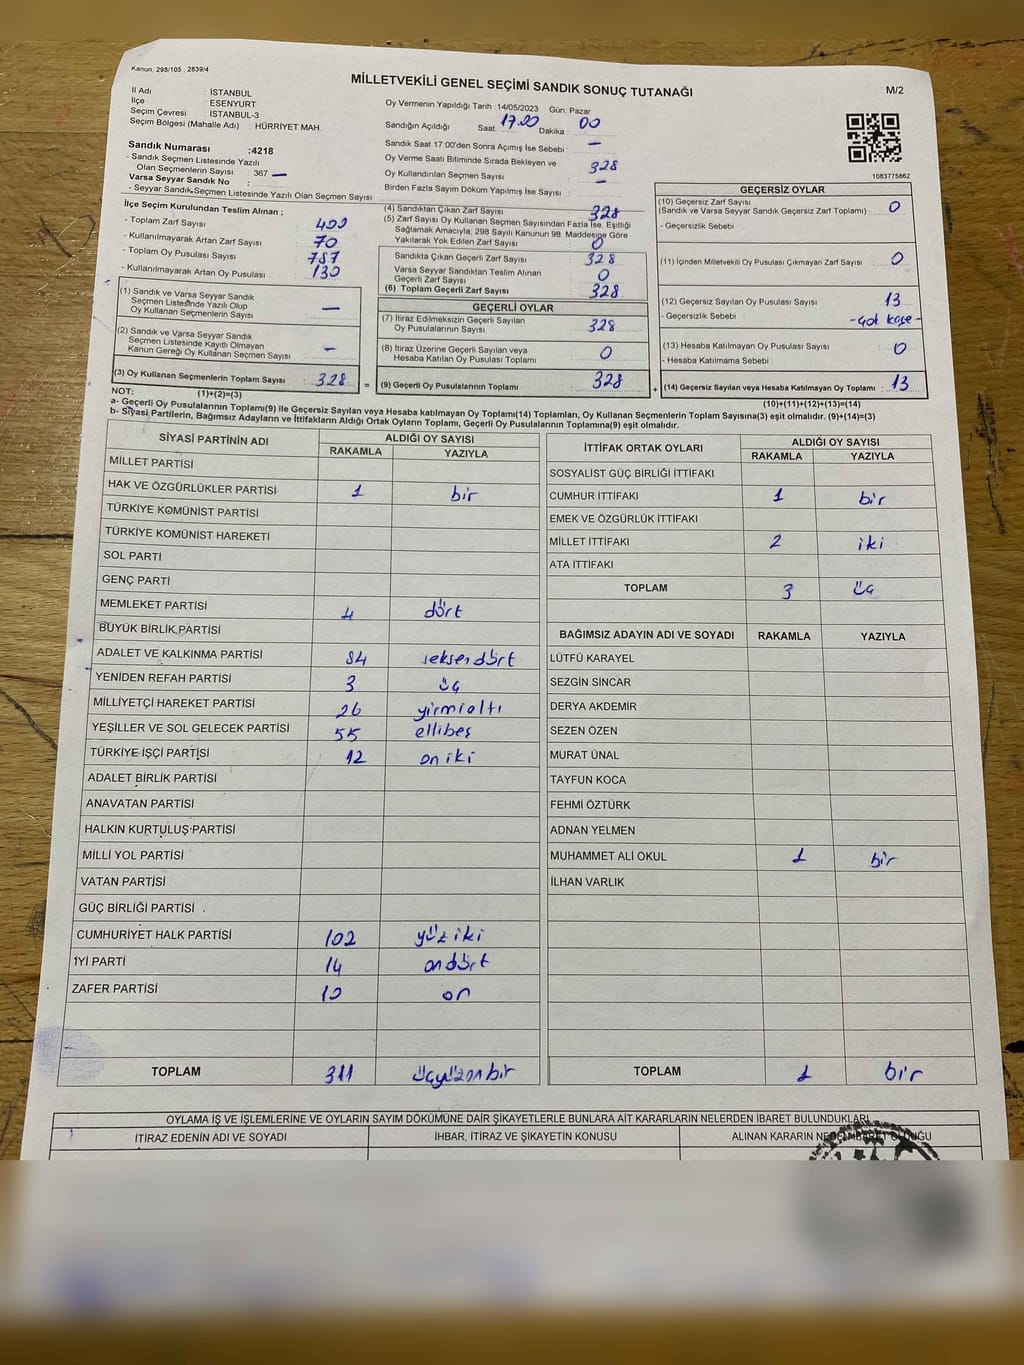 Kanun: 298/105 , 2839/4
MİLLETVEKİLİ GENEL SEÇİMİ SANDIK SONUÇ TUTANAĞI
M/2
İl Adı : İSTANBUL
İlçe : ESENYURT
Seçim Çevresi : İSTANBUL-3
Seçim Bölgesi (Mahalle Adı) : HÜRRİYET MAH.
Sandık Numarası :4218
- Sandık Seçmen Listesinde Yazılı
Olan Seçmenlerin Sayısı : 367 —
Varsa Seyyar Sandık No :
- Seyyar Sandık Seçmen Listesinde Yazılı Olan Seçmen Sayısı
Oy Vermenin Yapıldığı Tarih :14/05/2023 Gün: Pazar
Sandığın Açıldığı Saat 17.00 Dakika : 00
Sandık Saat 17:00'den Sonra Açımış İse Sebebi : —
Oy Verme Saati Bitiminde Sırada Bekleyen ve
Oy Kullandırılan Seçmen Sayısı : 328
Birden Fazla Sayım Döküm Yapılmış İse Sayısı : —
1083775862
İlçe Seçim Kurulundan Teslim Alınan ;
- Toplam Zarf Sayısı : 400
- Kullanılmayarak Artan Zarf Sayısı : 70
- Toplam Oy Pusulası Sayısı : 787
- Kullanılmayarak Artan Oy Pusulası : 130
(1) Sandık ve Varsa Seyyar Sandık
Seçmen Listesinde Yazılı Olup
Oy Kullanan Seçmenlerin Sayısı : —
(2) Sandık ve Varsa Seyyar Sandık
Seçmen Listesinde Kayıtlı Olmayan
Kanun Gereği Oy Kullanan Seçmen Sayısı : —
(3) Oy Kullanan Seçmenlerin Toplam Sayısı : 328 =
(1)+(2)=(3)
(4) Sandıktan Çıkan Zarf Sayısı : 328
(5) Zarf Sayısı Oy Kullanan Seçmen Sayısından Fazla İse, Eşitliği
Sağlamak Amacıyla; 298 Sayılı Kanunun 98. Maddesine Göre
Yakılarak Yok Edilen Zarf Sayısı : 0
Sandıkta Çıkan Geçerli Zarf Sayısı : 328
Varsa Seyyar Sandıktan Teslim Alınan
Geçerli Zarf Sayısı : 0
(6) Toplam Geçerli Zarf Sayısı : 328
GEÇERLİ OYLAR
(7) İtiraz Edilmeksizin Geçerli Sayılan
Oy Pusulalarının Sayısı : 328
(8) İtiraz Üzerine Geçerli Sayılan veya
Hesaba Katılan Oy Pusulası Toplamı : 0
(9) Geçerli Oy Pusulalarının Toplamı : 328 +
GEÇERSİZ OYLAR
(10) Geçersiz Zarf Sayısı
(Sandık ve Varsa Seyyar Sandık Geçersiz Zarf Toplamı) : 0
- Geçersizlik Sebebi
(11) İçinden Milletvekili Oy Pusulası Çıkmayan Zarf Sayısı : 0
(12) Geçersiz Sayılan Oy Pusulası Sayısı : 13
- Geçersizlik Sebebi :
(13) Hesaba Katılmayan Oy Pusulası Sayısı : 0
- Hesaba Katılmama Sebebi :
(14) Geçersiz Sayılan veya Hesaba Katılmayan Oy Toplamı : 13
(10)+(11)+(12)+(13)=(14)
NOT:
a- Geçerli Oy Pusulalarının Toplamı(9) ile Geçersiz Sayılan veya Hesaba katılmayan Oy Toplamı(14) Toplamları, Oy Kullanan Seçmenlerin Toplam Sayısına(3) eşit olmalıdır. (9)+(14)=(3)
b- Siyasi Partilerin, Bağımsız Adayların ve İttifakların Aldığı Ortak Oyların Toplamı, Geçerli Oy Pusulalarının Toplamına(9) eşit olmalıdır.
SİYASİ PARTİNİN ADI ALDIĞI OY SAYISI
RAKAMLA YAZIYLA
MİLLET PARTİSİ
HAK VE ÖZGÜRLÜKLER PARTİSİ 1 bir
TÜRKİYE KOMÜNİST PARTİSİ
TÜRKİYE KOMÜNİST HAREKETİ
SOL PARTİ
GENÇ PARTİ
MEMLEKET PARTİSİ 4 dört
BÜYÜK BİRLİK PARTİSİ
ADALET VE KALKINMA PARTİSİ 84 seksendört
YENİDEN REFAH PARTİSİ 3 üç
MİLLİYETÇİ HAREKET PARTİSİ 26 yirmialtı
YEŞİLLER VE SOL GELECEK PARTİSİ 55 ellibeş
TÜRKİYE İŞÇİ PARTİSİ 12 oniki
ADALET BİRLİK PARTİSİ
ANAVATAN PARTİSİ
HALKIN KURTULUŞ PARTİSİ
MİLLİ YOL PARTİSİ
VATAN PARTİSİ
GÜÇ BİRLİĞİ PARTİSİ
CUMHURİYET HALK PARTİSİ 102 yüziki
İYİ PARTİ 14 ondört
ZAFER PARTİSİ 10 on
TOPLAM 311 üçyüzonbir
İTTİFAK ORTAK OYLARI ALDIĞI OY SAYISI
RAKAMLA YAZIYLA
SOSYALİST GÜÇ BİRLİĞİ İTTİFAKI
CUMHUR İTTİFAKI 1 bir
EMEK VE ÖZGÜRLÜK İTTİFAKI
MİLLET İTTİFAKI 2 iki
ATA İTTİFAKI
TOPLAM 3 üç
BAĞIMSIZ ADAYIN ADI VE SOYADI RAKAMLA YAZIYLA
LÜTFÜ KARAYEL
SEZGİN SİNCAR
DERYA AKDEMİR
SEZEN ÖZEN
MURAT ÜNAL
TAYFUN KOCA
FEHMİ ÖZTÜRK
ADNAN YELMEN
MUHAMMET ALİ OKUL 1 bir
İLHAN VARLIK
TOPLAM 1 bir
OYLAMA İŞ VE İŞLEMLERİNE VE OYLARIN SAYIM DÖKÜMÜNE DAİR ŞİKAYETLERLE BUNLARA AİT KARARLARIN NELERDEN İBARET BULUNDUKLARI
İTİRAZ EDENİN ADI VE SOYADI İHBAR, İTİRAZ VE ŞİKAYETİN KONUSU ALINAN KARARIN NEDEN İBARET OLDUĞU